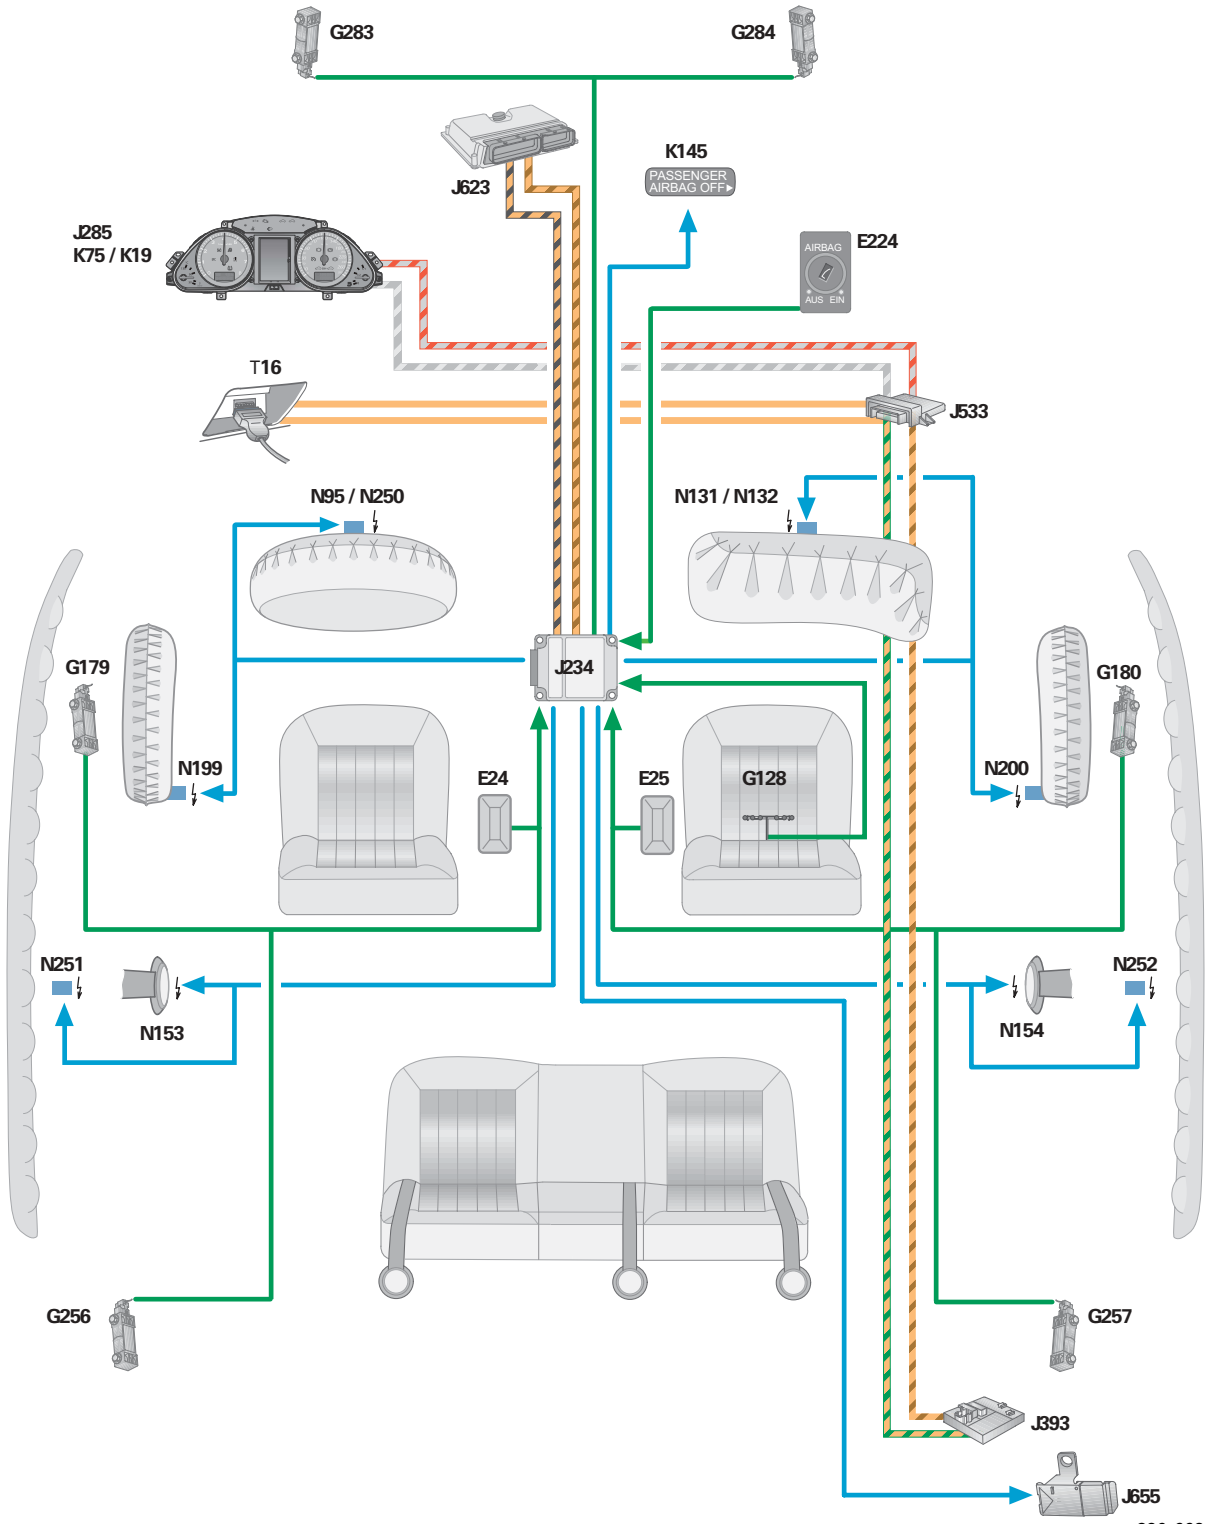 G283
G284
J623
K145
PASSENGER
AIRBAG OFF
J285
K75 / K19
E224
AIRBAG
AUS EIN
T16
J533
N95 / N250
N131 / N132
J234
G179
G180
N199
E24
E25
G128
N200
N251
N153
N154
N252
G256
G257
J393
J655